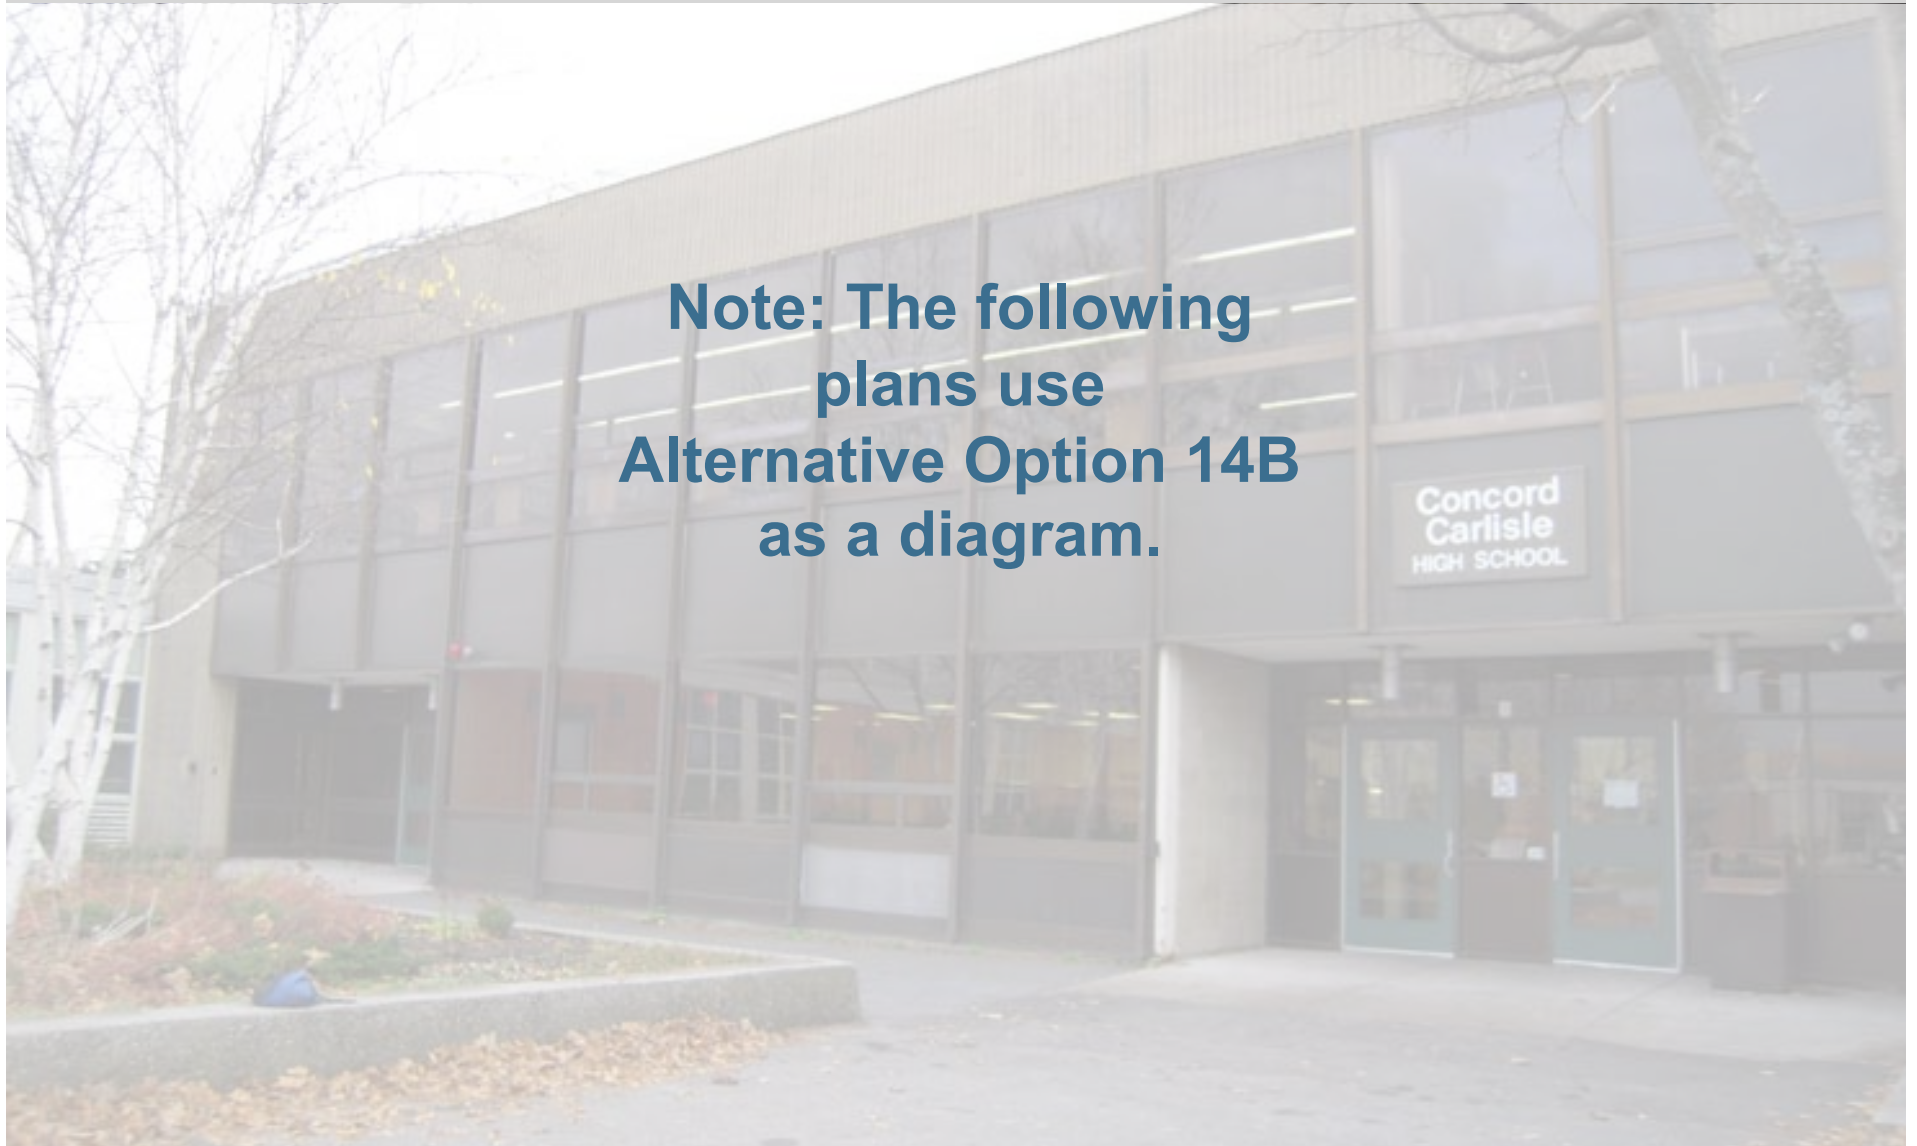 Note: The following
plans use
Alternative Option 14B
as a diagram.
Concord
Carlisle
HIGH SCHOOL